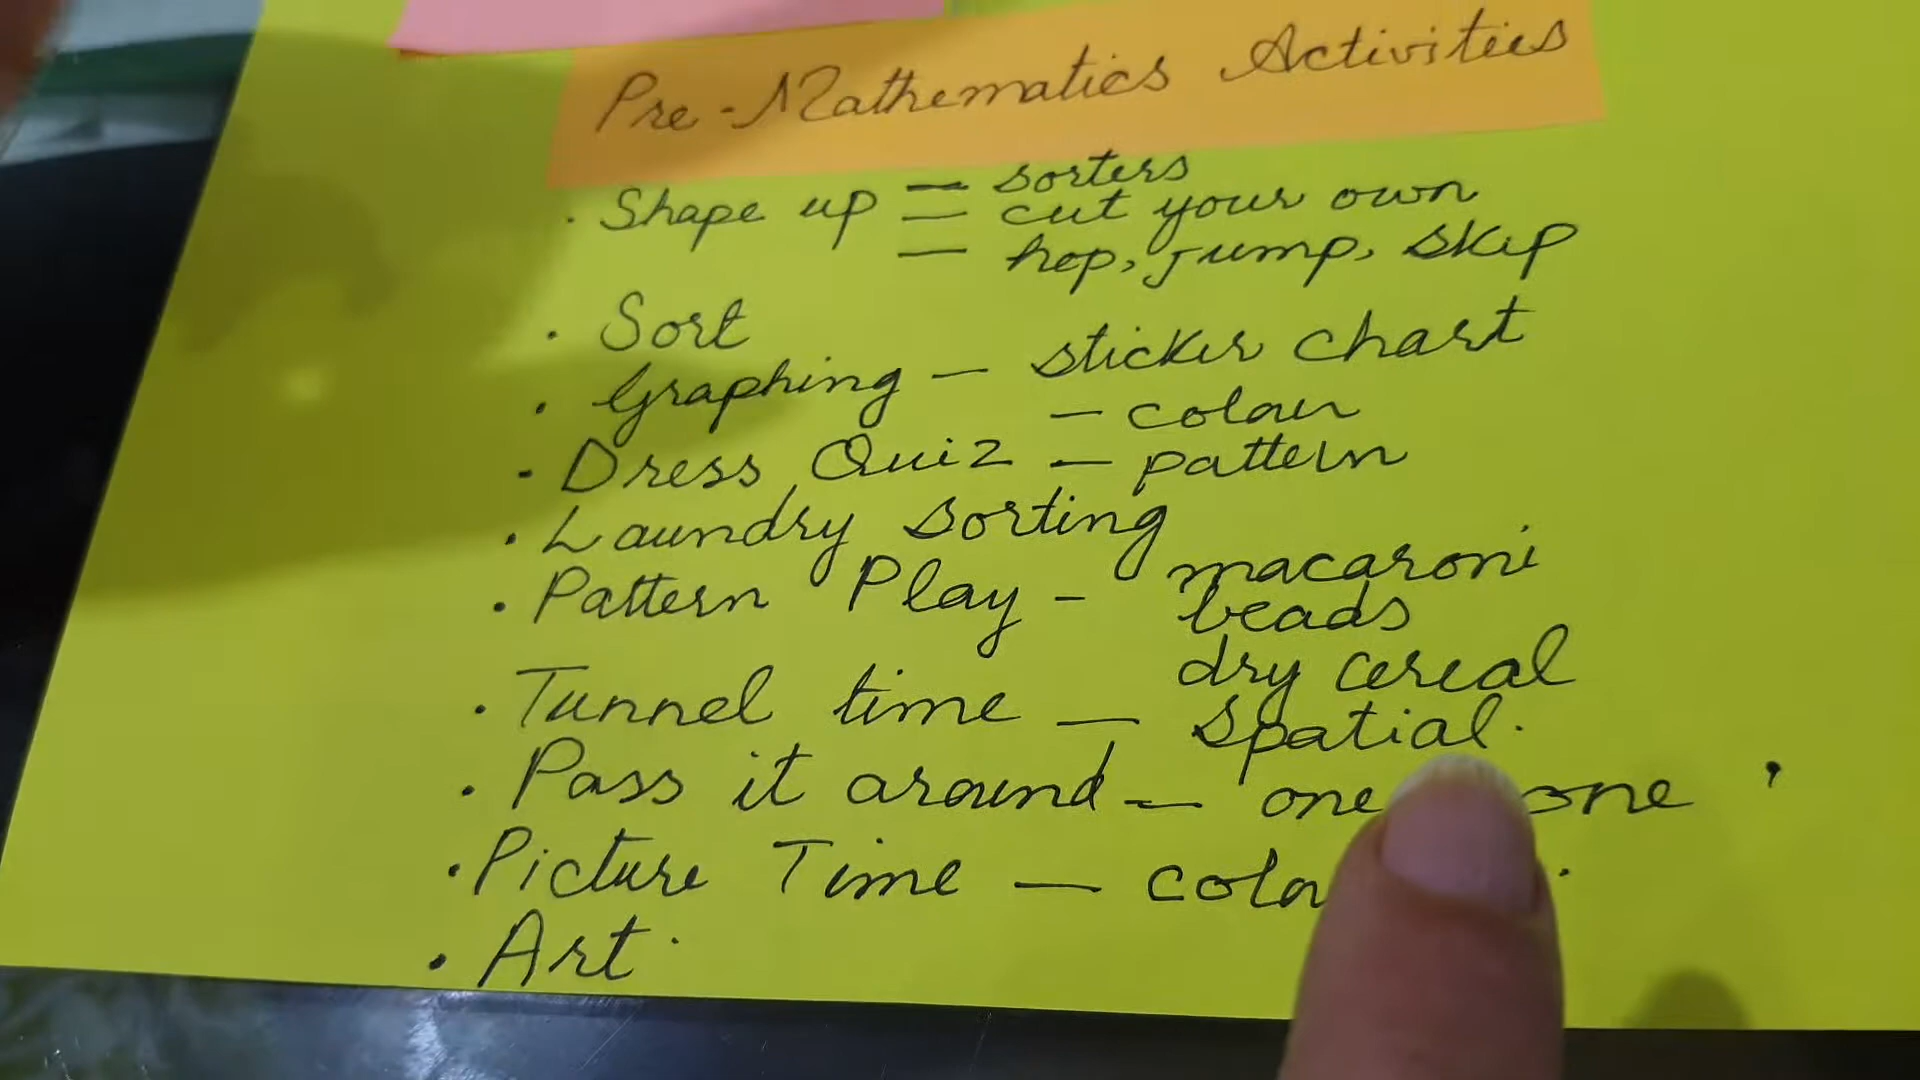 Pre-Mathematics Activities
. Shape up — sorters
— cut your own
— hop, jump, skip
. Sort
. Graphing — sticker chart
— colour
. Dress Quiz — pattern
. Laundry sorting
. Pattern Play - macaroni
beads
dry cereal
. Tunnel time — spatial.
. Pass it around — one one
. Picture Time —
. Art.